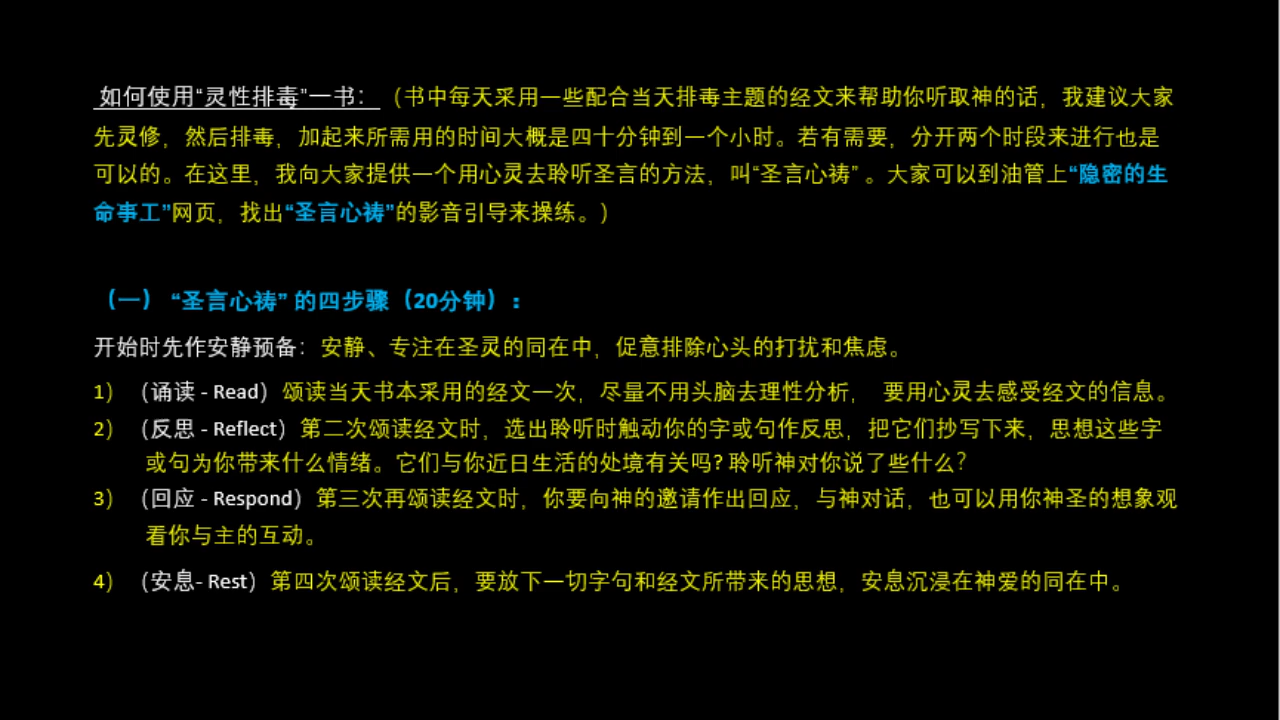 如何使用“灵性排毒”一书：（书中每天采用一些配合当天排毒主题的经文来帮助你听取神的话，我建议大家
先灵修，然后排毒，加起来所需用的时间大概是四十分钟到一个小时。若有需要，分开两个时段来进行也是
可以的。在这里，我向大家提供一个用心灵去聆听圣言的方法，叫“圣言心祷” 。大家可以到油管上“隐密的生
命事工”网页，找出“圣言心祷”的影音引导来操练。）
（一） “圣言心祷” 的四步骤（20分钟）：
开始时先作安静预备：安静、专注在圣灵的同在中，促意排除心头的打扰和焦虑。
1） （诵读 - Read）颂读当天书本采用的经文一次，尽量不用头脑去理性分析， 要用心灵去感受经文的信息。
2） （反思 - Reflect）第二次颂读经文时，选出聆听时触动你的字或句作反思，把它们抄写下来，思想这些字
或句为你带来什么情绪。它们与你近日生活的处境有关吗? 聆听神对你说了些什么?
3） （回应 - Respond）第三次再颂读经文时，你要向神的邀请作出回应，与神对话，也可以用你神圣的想象观
看你与主的互动。
4） （安息- Rest）第四次颂读经文后，要放下一切字句和经文所带来的思想，安息沉浸在神爱的同在中。